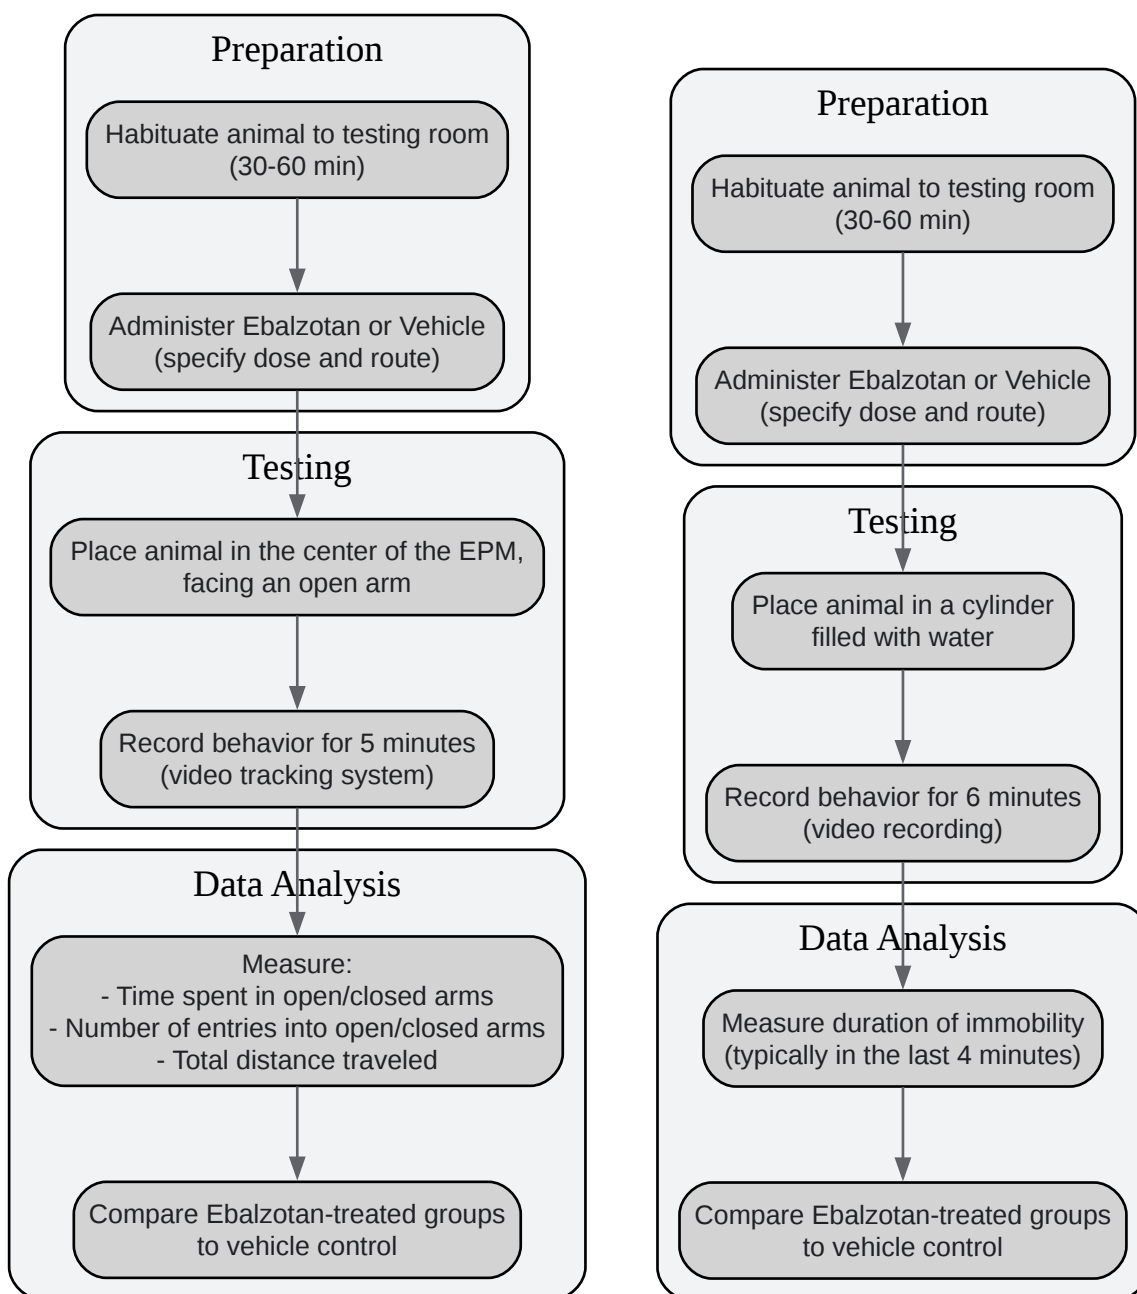 Preparation
Habituate animal to testing room
(30-60 min)
Administer Ebalzotan or Vehicle
(specify dose and route)
Testing
Place animal in the center of the EPM,
facing an open arm
Record behavior for 5 minutes
(video tracking system)
Data Analysis
Measure:
- Time spent in open/closed arms
- Number of entries into open/closed arms
- Total distance traveled
Compare Ebalzotan-treated groups
to vehicle control
Preparation
Habituate animal to testing room
(30-60 min)
Administer Ebalzotan or Vehicle
(specify dose and route)
Testing
Place animal in a cylinder
filled with water
Record behavior for 6 minutes
(video recording)
Data Analysis
Measure duration of immobility
(typically in the last 4 minutes)
Compare Ebalzotan-treated groups
to vehicle control